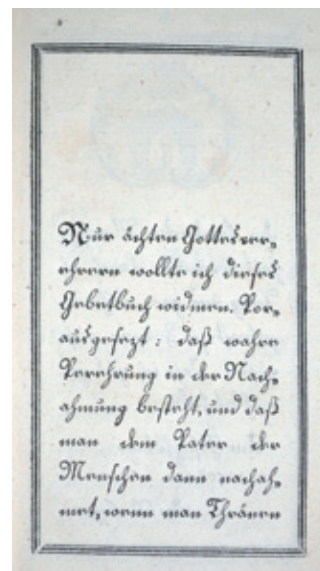 Nur ächten Gottesver-
ehrern wollte ich dieses
Gebetbuch widmen. Vor-
ausgesezt: daß wahre
Verehrung in der Nach-
ahmung besteht, und daß
man dem Vater der
Menschen dann nachah-
met, wenn man Thränen